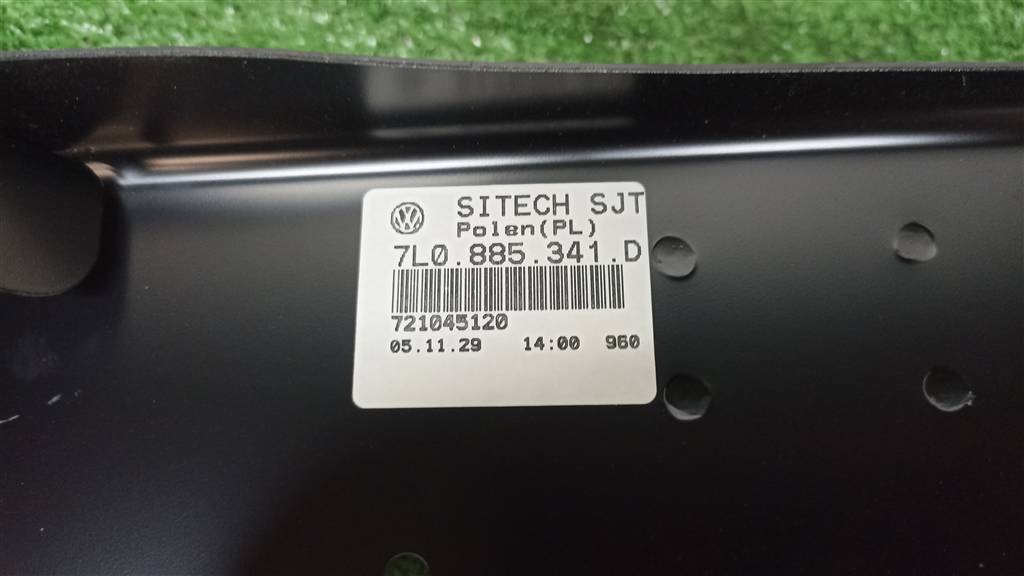 SITECH SJT
Polen(PL)
7L0.885.341.D
721045120
05.11.29 14:00 960